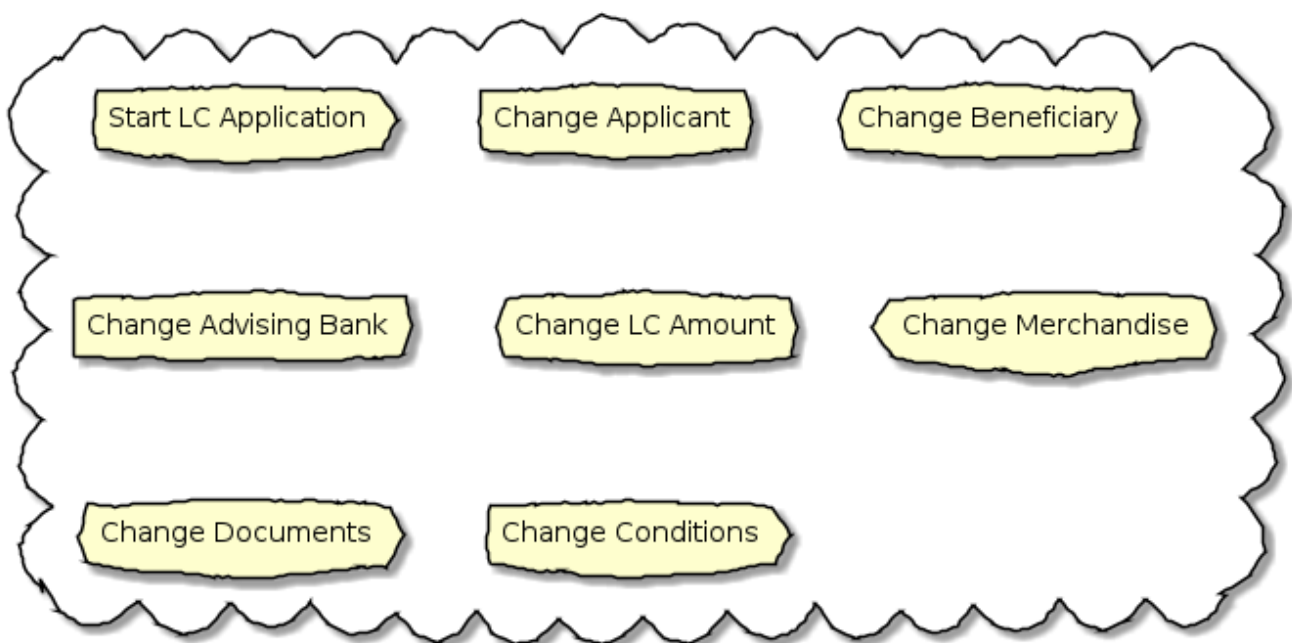 Start LC Application
Change Applicant
Change Beneficiary
Change Advising Bank
Change LC Amount
Change Merchandise
Change Documents
Change Conditions